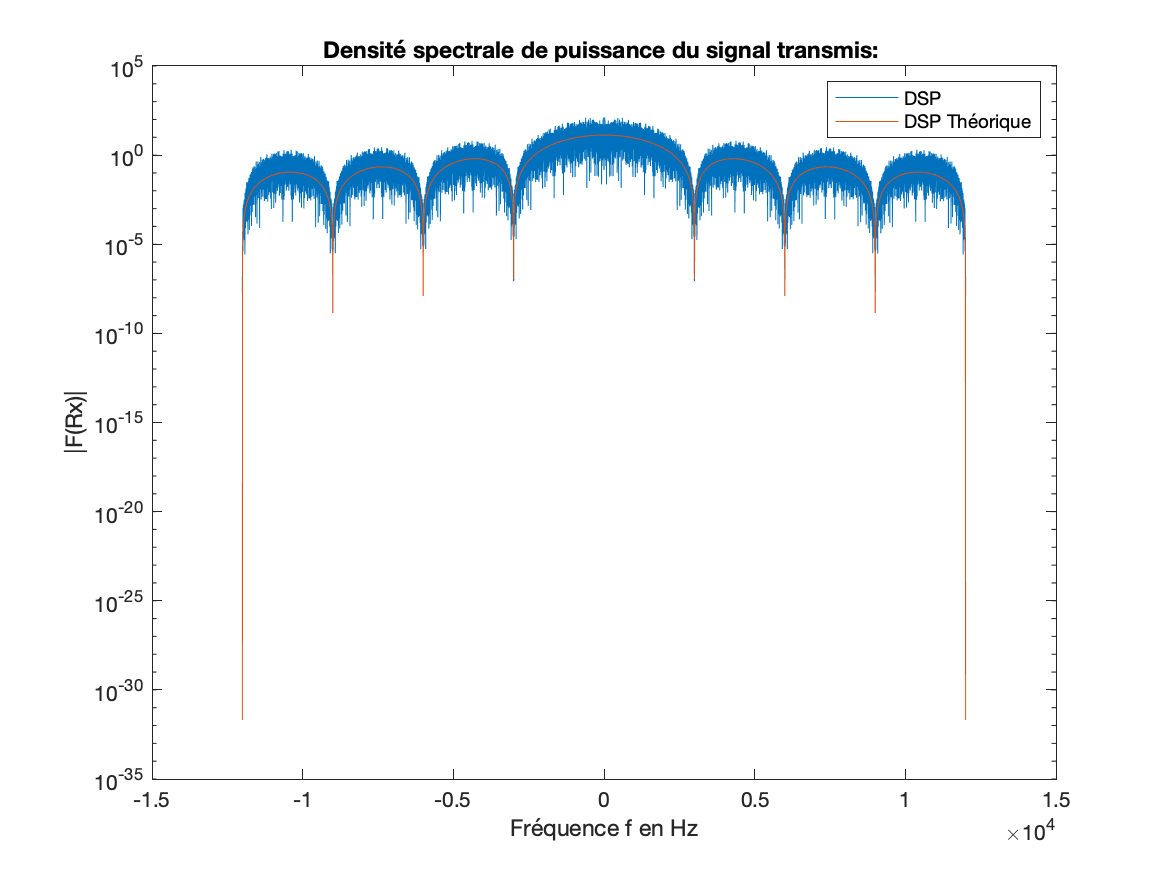 Densité spectrale de puissance du signal transmis:
DSP
DSP Théorique
|F(Rx)|
10^5
10^0
10^-5
10^-10
10^-15
10^-20
10^-25
10^-30
10^-35
-1.5 -1 -0.5 0 0.5 1 1.5
Fréquence f en Hz
×10^4